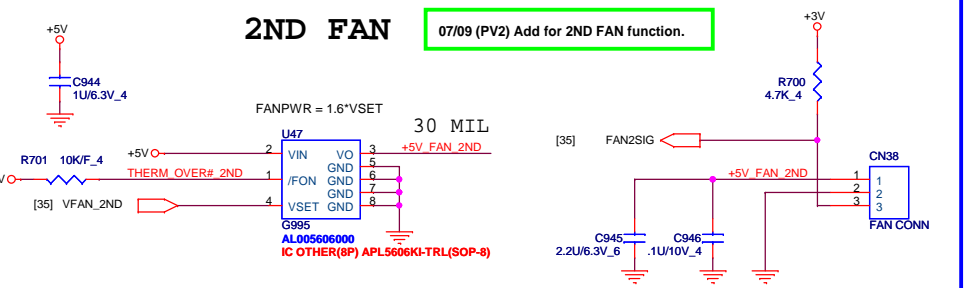 2ND FAN
07/09 (PV2) Add for 2ND FAN function.
+5V
C944
1U/6.3V_4
FANPWR = 1.6*VSET
U47
30 MIL
R701 10K/F_4
+5V
2 VIN VO 3
+5V_FAN_2ND
THERM_OVER#_2ND
1 /FON GND 5
GND 6
GND 7
[35] VFAN_2ND
4 VSET GND 8
G995
AL005606000
IC OTHER(8P) APL5606KI-TRL(SOP-8)
+3V
R700
4.7K_4
[35] FAN2SIG
CN38
+5V_FAN_2ND
1 1
2 2
3 3
FAN CONN
C945
2.2U/6.3V_6
C946
.1U/10V_4